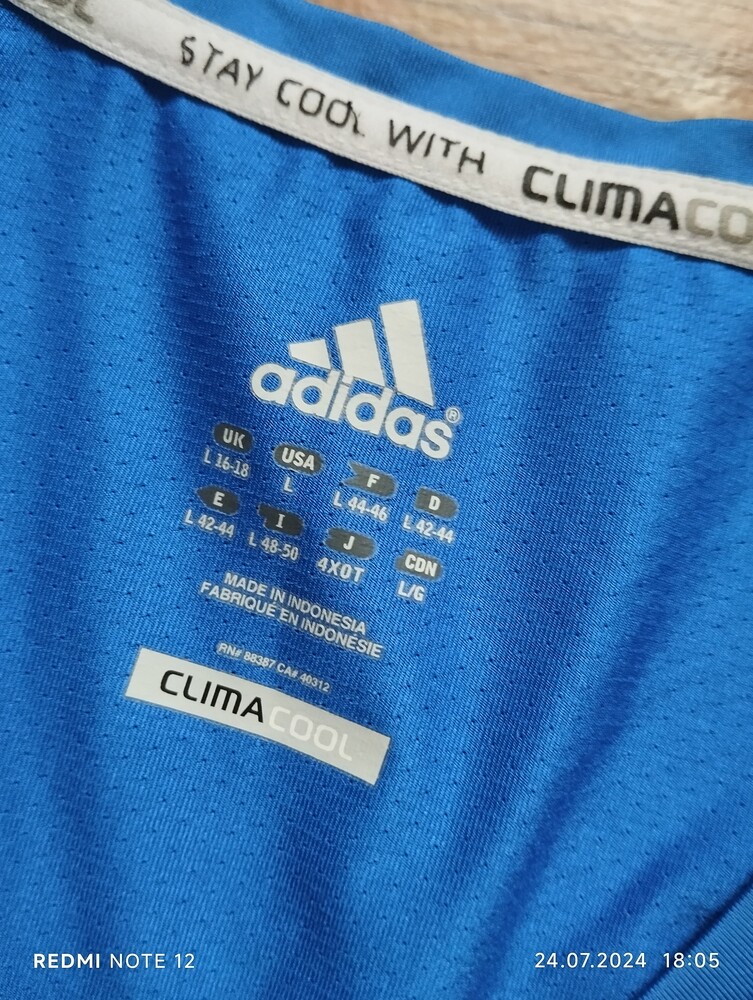 STAY COOL WITH CLIMACO
adidas®
UK USA F D
L 16-18 L L 44-46 L 42-44
E I J CDN
L 42-44 L 48-50 4XOT L/G
MADE IN INDONESIA
FABRIQUÉ EN INDONÉSIE
RN# 88387 CA# 40312
CLIMACOOL
REDMI NOTE 12
24.07.2024 18:05